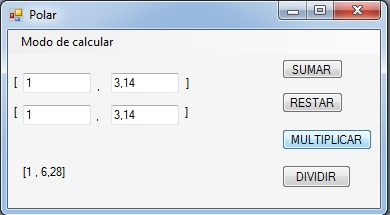 Polar
Modo de calcular
[ 1 , 3,14 ]
SUMAR
[ 1 , 3,14 ]
RESTAR
MULTIPLICAR
[1 , 6,28]
DIVIDIR